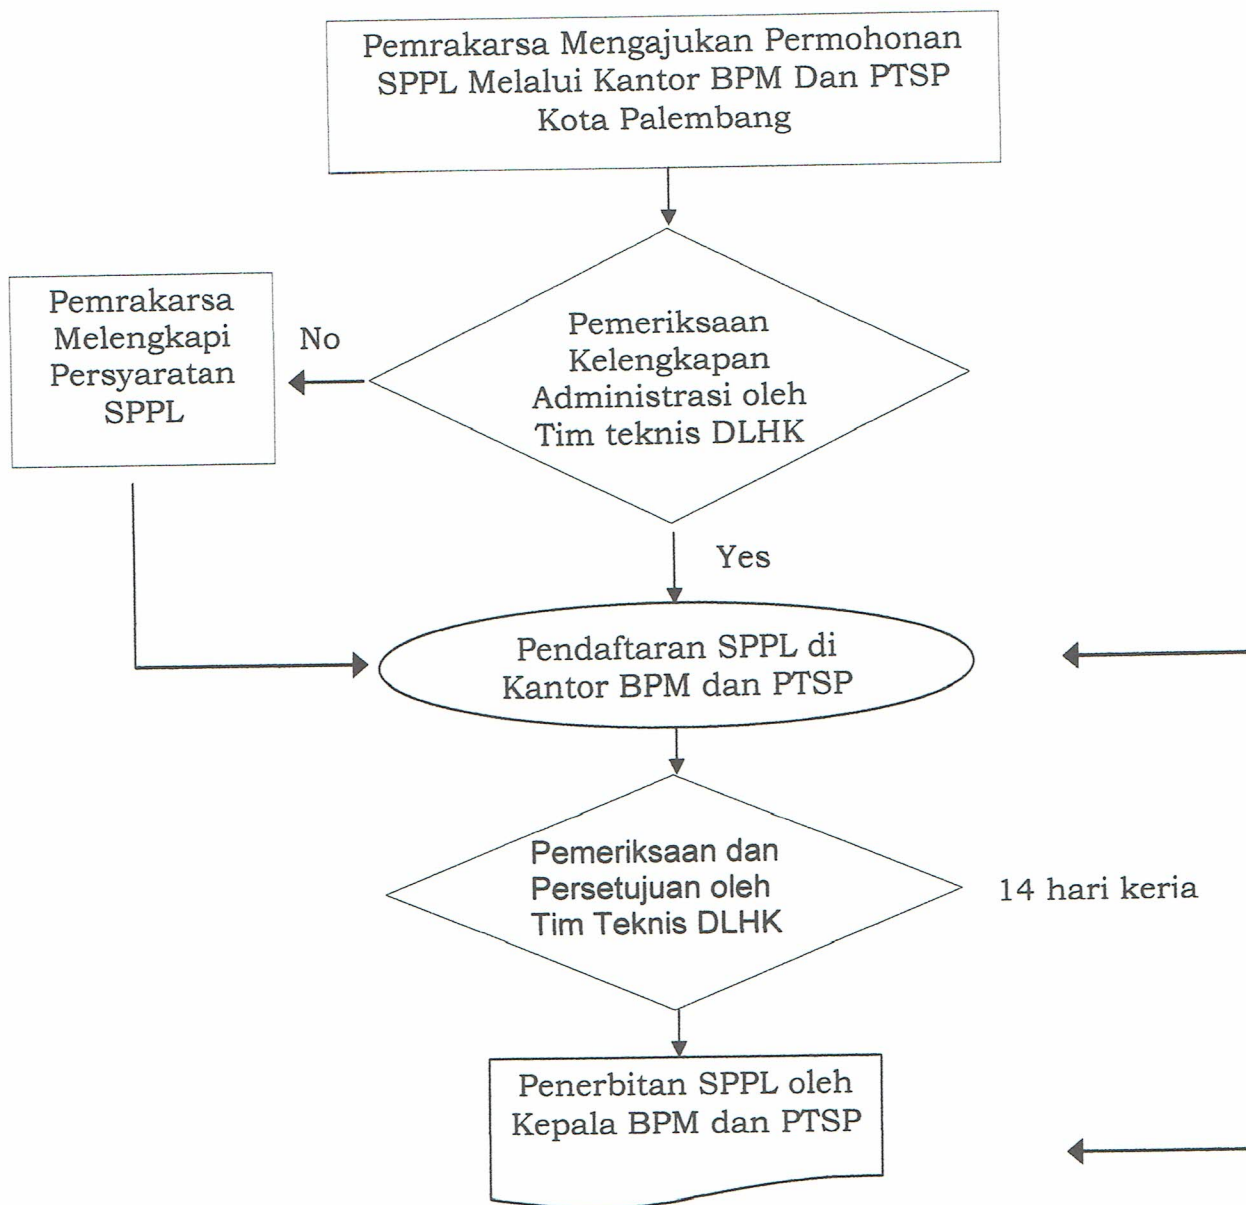 Pemrakarsa Mengajukan Permohonan
SPPL Melalui Kantor BPM Dan PTSP
Kota Palembang
Pemrakarsa
Melengkapi
Persyaratan
SPPL
No
Pemeriksaan
Kelengkapan
Administrasi oleh
Tim teknis DLHK
Yes
Pendaftaran SPPL di
Kantor BPM dan PTSP
Pemeriksaan dan
Persetujuan oleh
Tim Teknis DLHK
14 hari keria
Penerbitan SPPL oleh
Kepala BPM dan PTSP